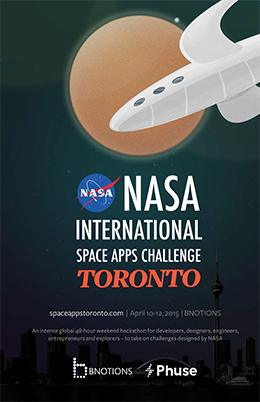 NASA
NASA
INTERNATIONAL
SPACE APPS CHALLENGE
TORONTO
spaceappstoronto.com | April 10-12, 2015 | BNOTIONS
An intense global 48-hour weekend hackathon for developers, designers, engineers,
entrepreneurs and explorers – to take on challenges designed by NASA
b BNOTIONS Phuse